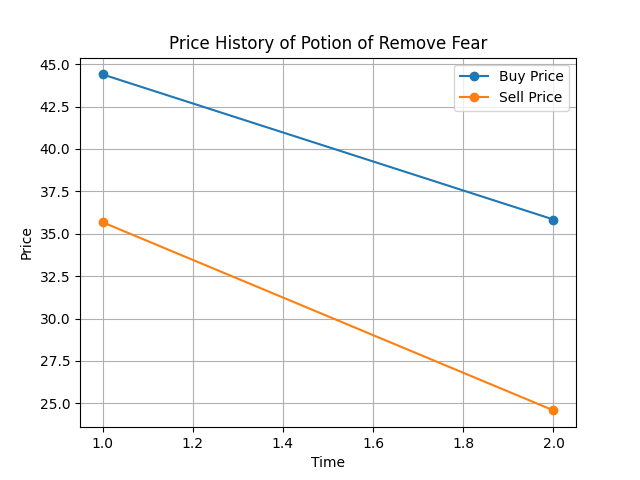 Price History of Potion of Remove Fear
Buy Price
Sell Price
45.0
42.5
40.0
37.5
35.0
32.5
30.0
27.5
25.0
Price
1.0 1.2 1.4 1.6 1.8 2.0
Time